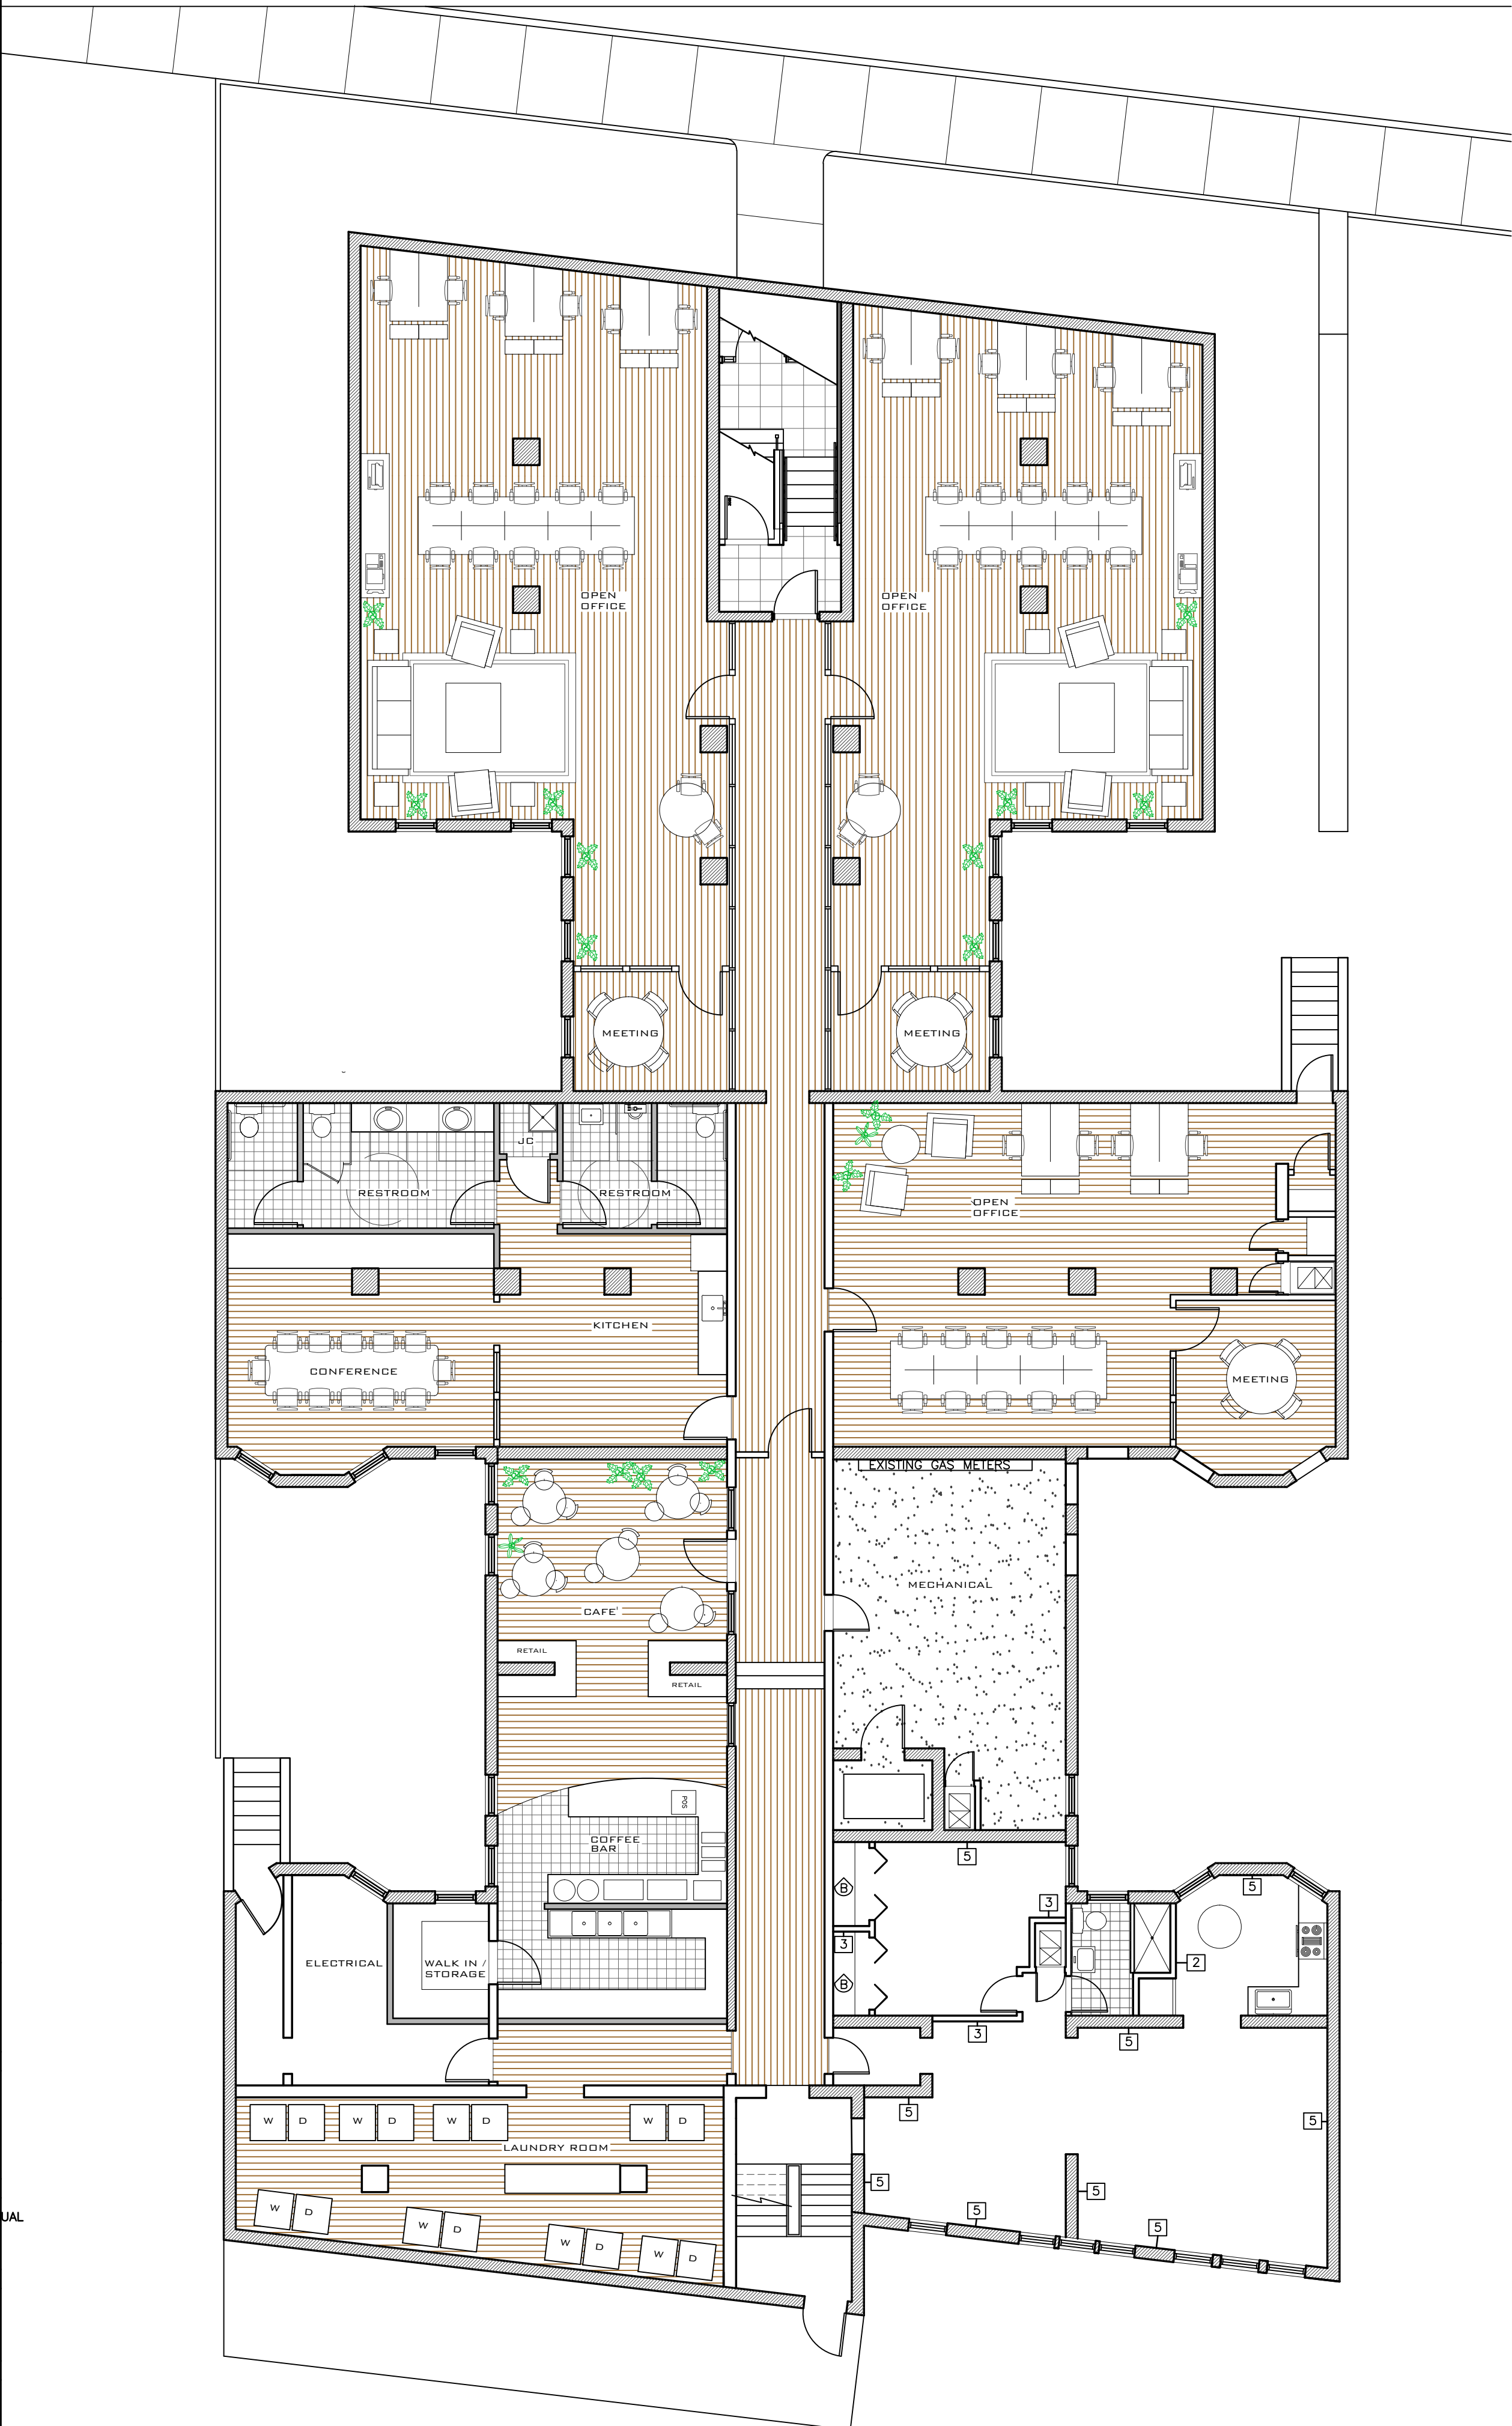 OPEN
OFFICE
OPEN
OFFICE
MEETING
MEETING
JC
RESTROOM
RESTROOM
OPEN
OFFICE
KITCHEN
CONFERENCE
MEETING
EXISTING GAS METERS
MECHANICAL
CAFE'
RETAIL
RETAIL
POS
COFFEE
BAR
5
B
5
3
3
ELECTRICAL
WALK IN /
STORAGE
2
B
3
5
5
W D
W D
W D
W D
5
LAUNDRY ROOM
5
5
W D
W D
W D
W D
5
5
UAL